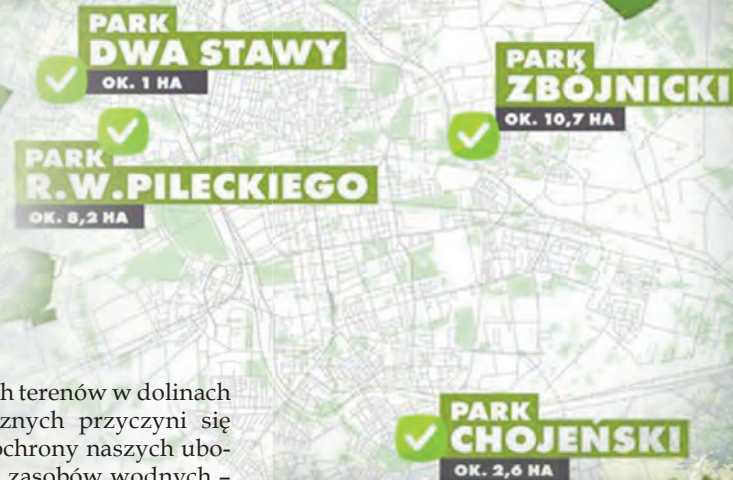 PARK
DWA STAWY
OK. 1 HA
PARK
ZBÓJNICKI
OK. 10,7 HA
PARK
R.W.PILECKIEGO
OK. 8,2 HA
PARK
CHOJEŃSKI
OK. 2,6 HA
terenów w dolinach
przyczyni się
ochrony naszych ubo-
zasobów wodnych –